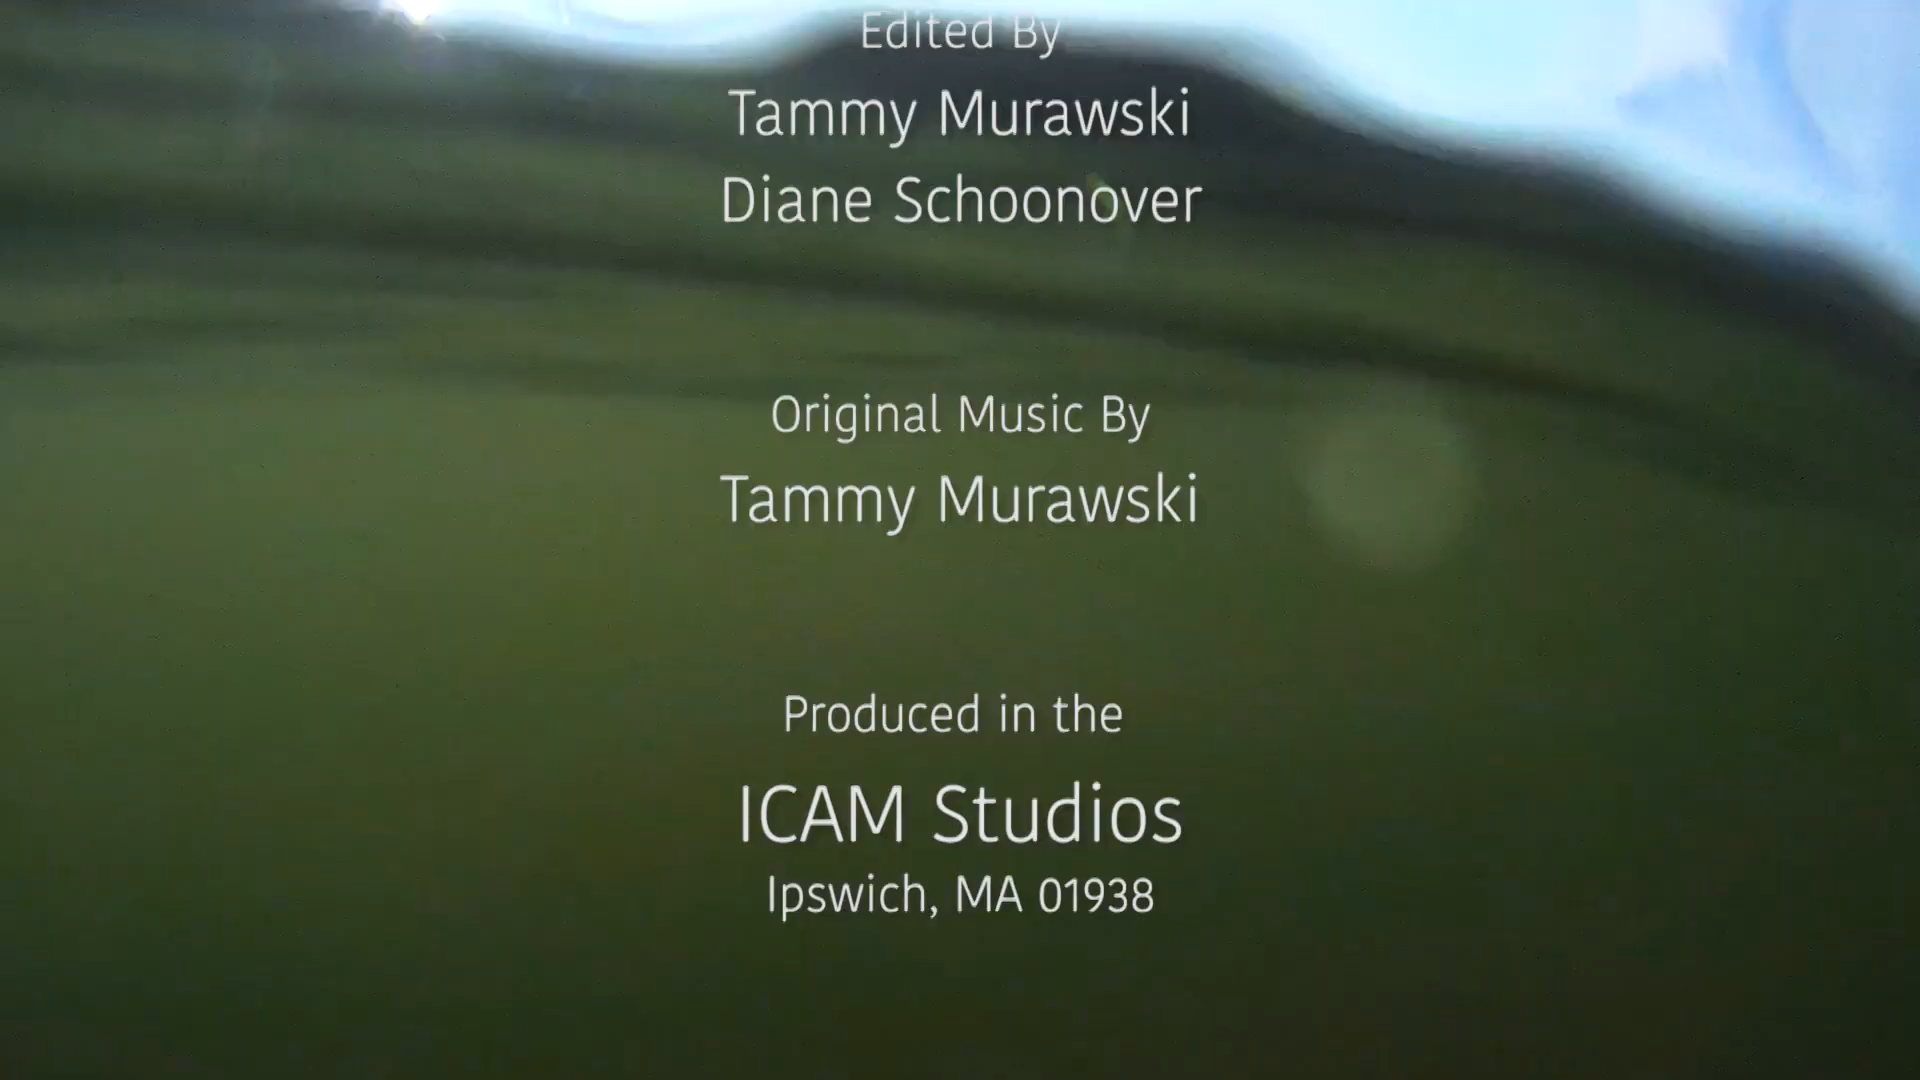 Edited By
Tammy Murawski
Diane Schoonover
Original Music By
Tammy Murawski
Produced in the
ICAM Studios
Ipswich, MA 01938